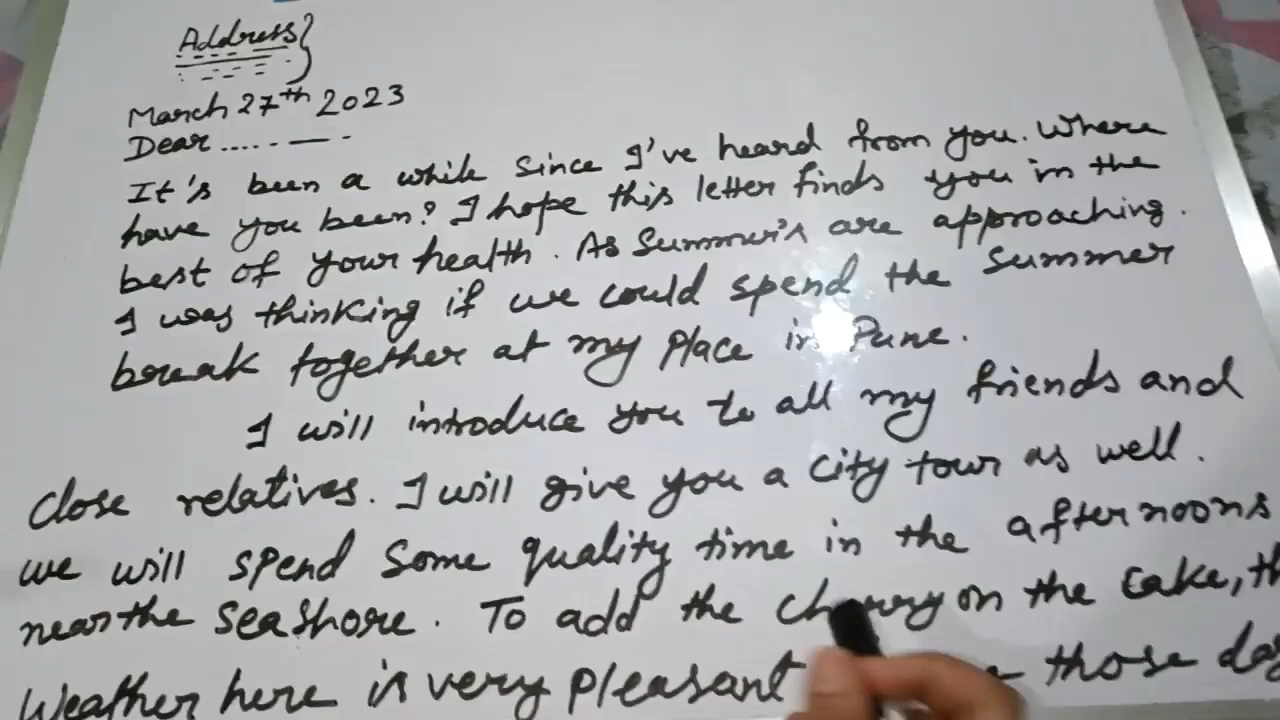 Address
March 27th 2023
Dear ..... — -
It's been a while since I've heard from you. Where
have you been? I hope this letter finds you in the
best of your health. As Summer's are approaching.
I was thinking if we could spend the summer
break together at my place in Pune.
I will introduce you to all my friends and
close relatives. I will give you a city tour as well.
we will spend some quality time in the afternoons
near the seashore. To add the cherry on the cake,
Weather here is very pleasant those